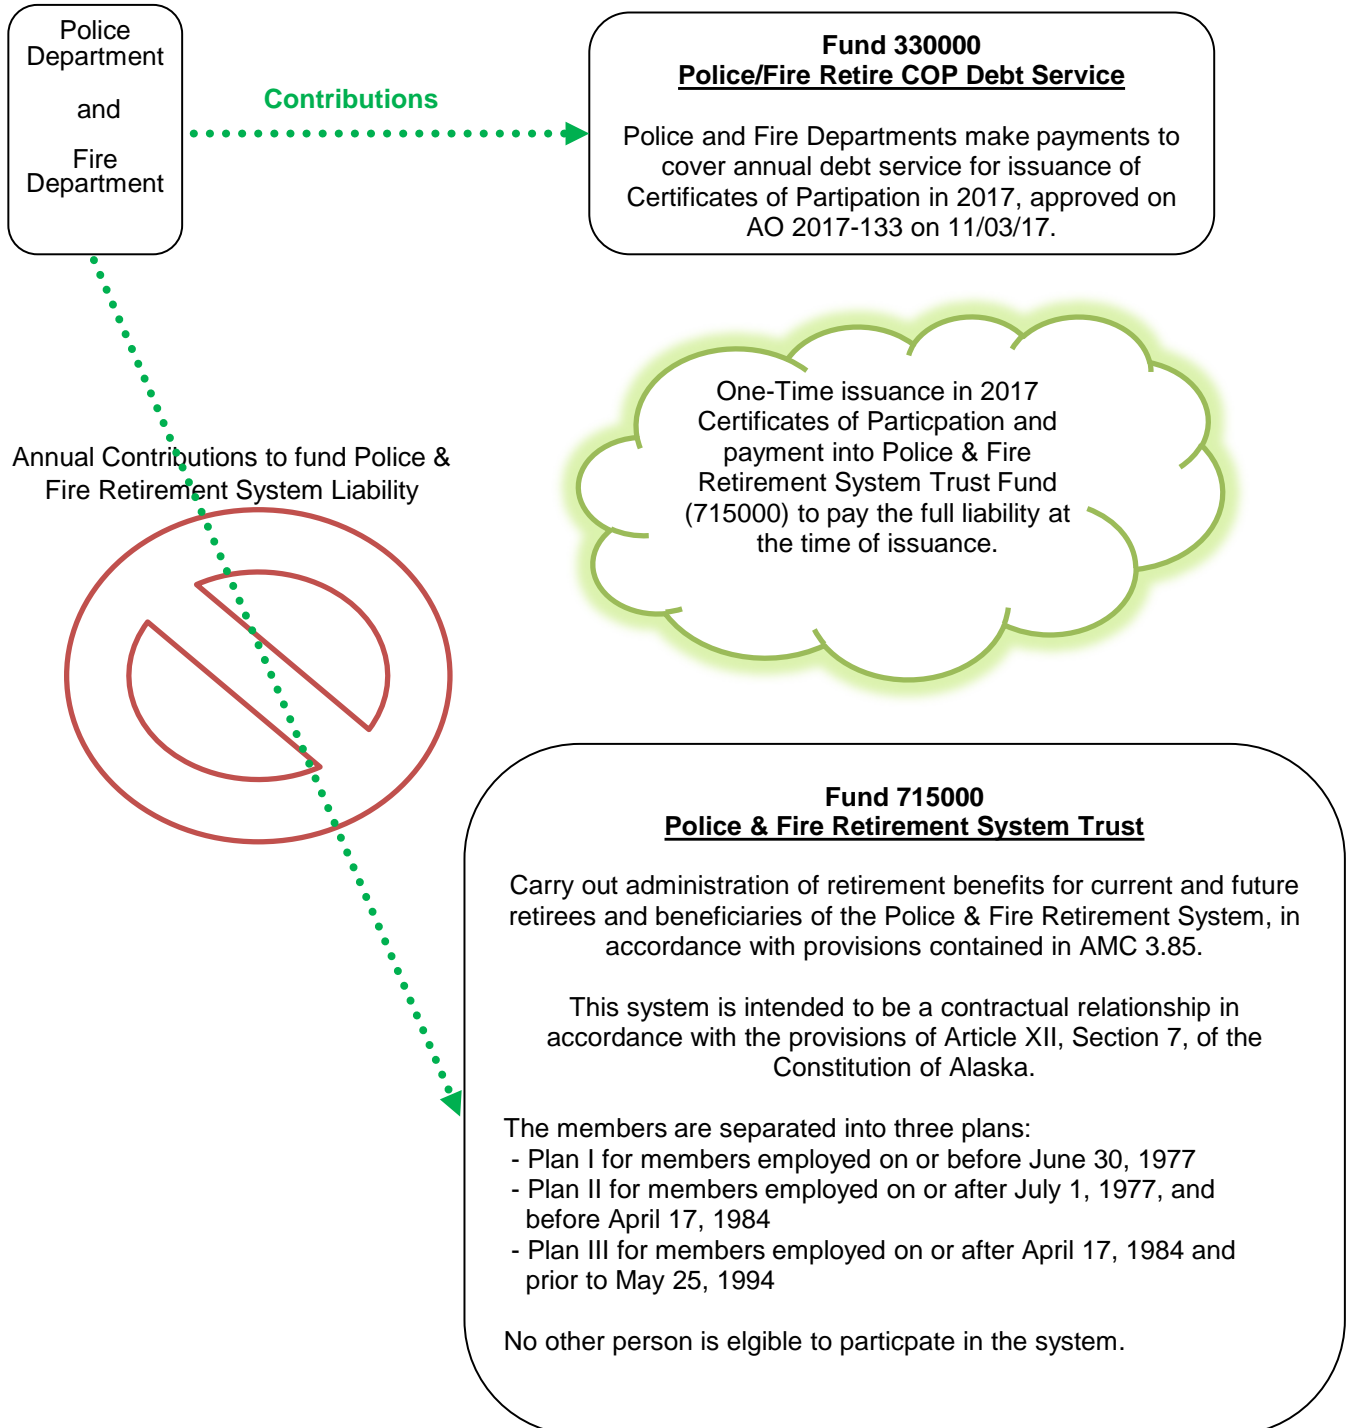 Police
Department
and
Fire
Department
Contributions
Fund 330000
Police/Fire Retire COP Debt Service
Police and Fire Departments make payments to
cover annual debt service for issuance of
Certificates of Partipation in 2017, approved on
AO 2017-133 on 11/03/17.
One-Time issuance in 2017
Certificates of Particpation and
payment into Police & Fire
Retirement System Trust Fund
(715000) to pay the full liability at
the time of issuance.
Annual Contributions to fund Police &
Fire Retirement System Liability
Fund 715000
Police & Fire Retirement System Trust
Carry out administration of retirement benefits for current and future
retirees and beneficiaries of the Police & Fire Retirement System, in
accordance with provisions contained in AMC 3.85.
This system is intended to be a contractual relationship in
accordance with the provisions of Article XII, Section 7, of the
Constitution of Alaska.
The members are separated into three plans:
- Plan I for members employed on or before June 30, 1977
- Plan II for members employed on or after July 1, 1977, and
before April 17, 1984
- Plan III for members employed on or after April 17, 1984 and
prior to May 25, 1994
No other person is elgible to particpate in the system.